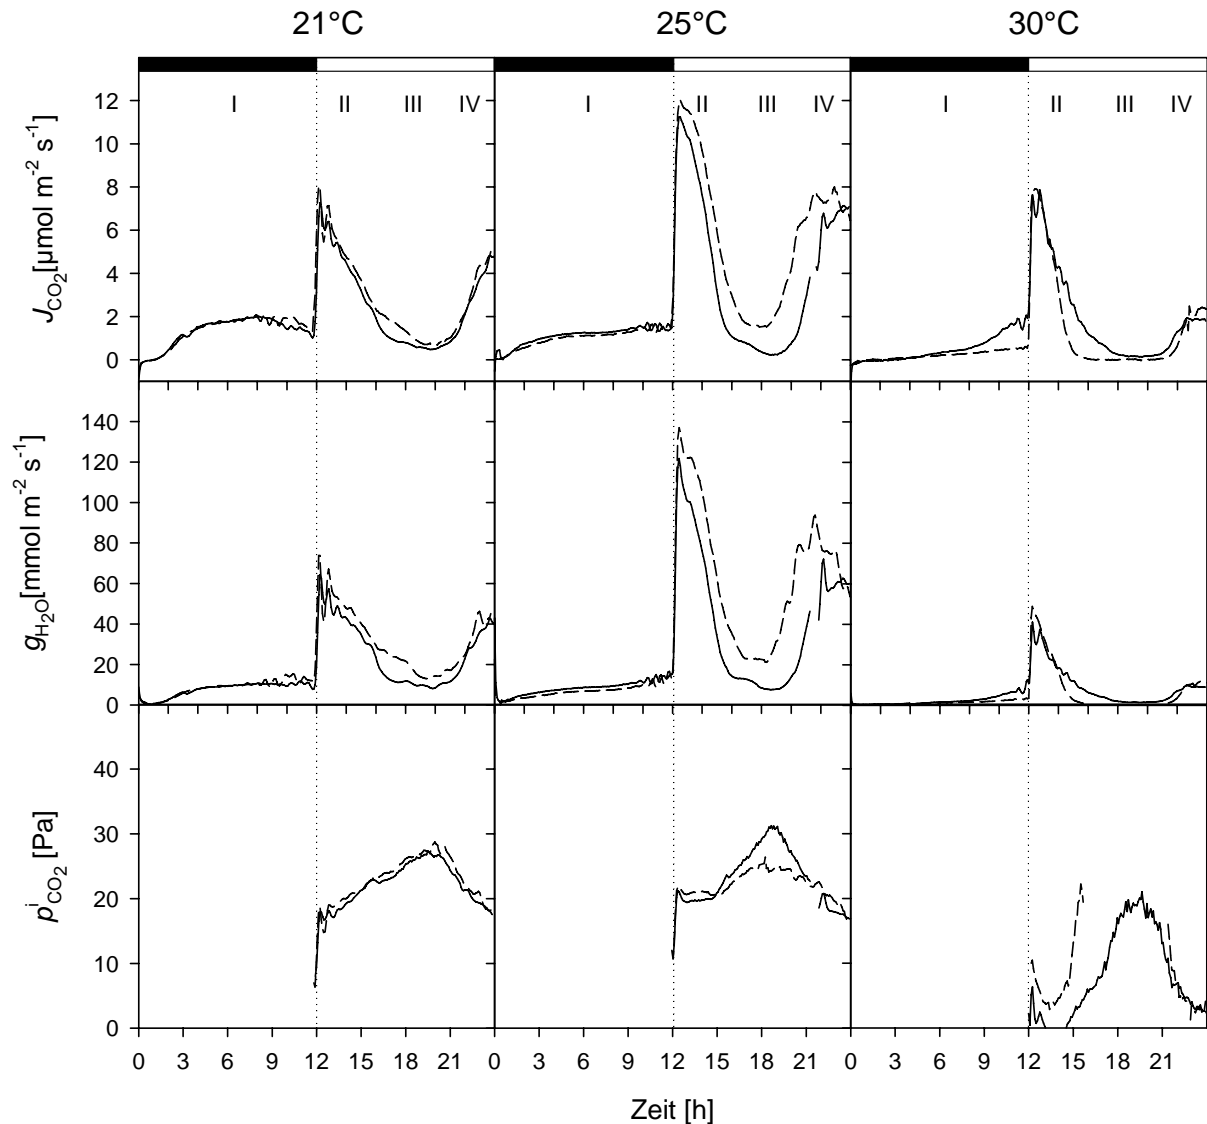 21°C 25°C 30°C
I II III IV I II III IV I II III IV
J_CO2 [µmol m-2 s-1]
12
10
8
6
4
2
0
g_H2O [mmol m-2 s-1]
140
120
100
80
60
40
20
0
p^i_CO2 [Pa]
40
30
20
10
0
0 3 6 9 12 15 18 21 0 3 6 9 12 15 18 21 0 3 6 9 12 15 18 21
Zeit [h]